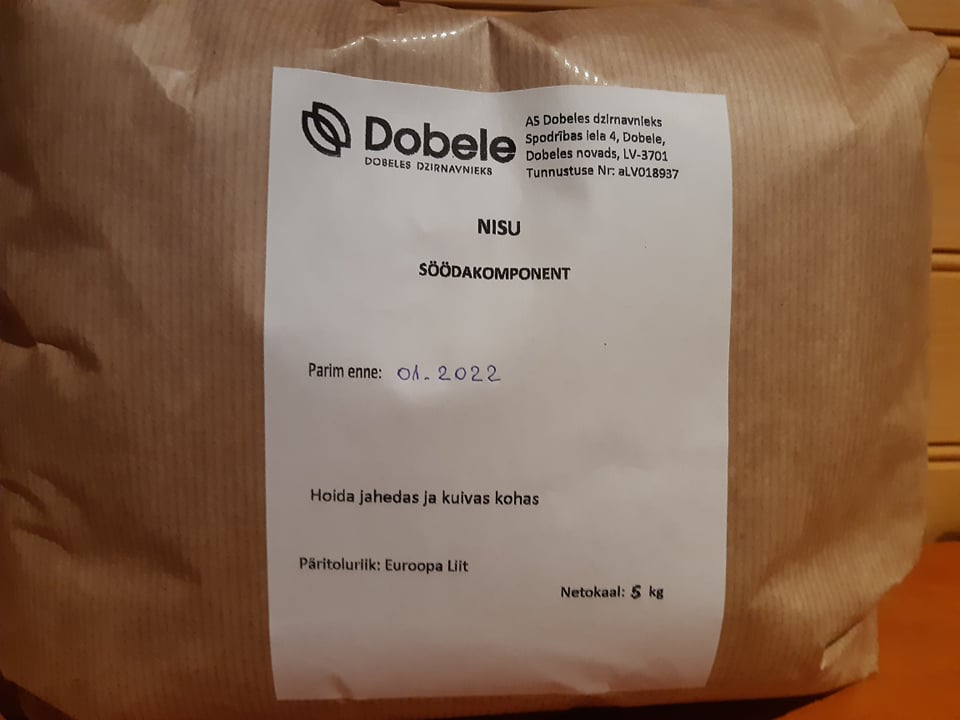 Dobele
DOBELES DZIRNAVNIEKS
AS Dobeles dzirnavnieks
Spodrības iela 4, Dobele,
Dobeles novads, LV-3701
Tunnustuse Nr: aLV018937
NISU
SÖÖDAKOMPONENT
Parim enne: 01.2022
Hoida jahedas ja kuivas kohas
Päritoluriik: Euroopa Liit
Netokaal: 5 kg